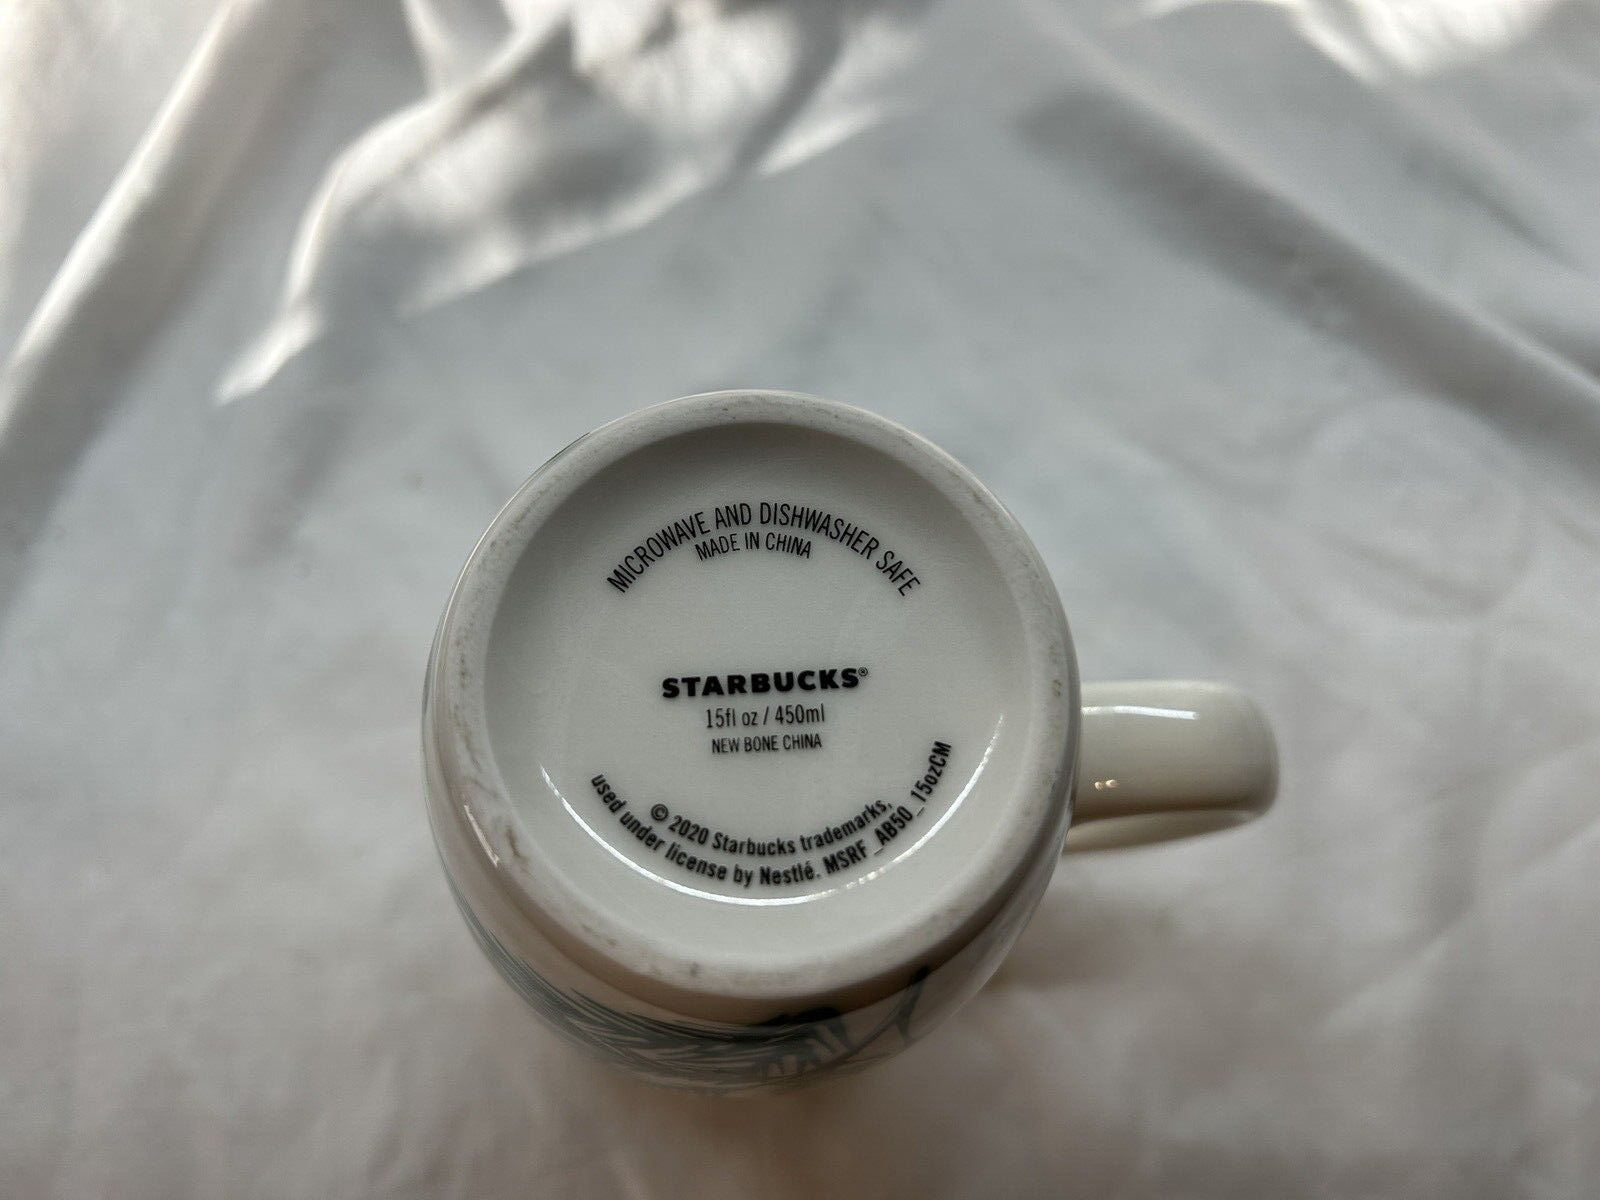 MICROWAVE AND DISHWASHER SAFE
MADE IN CHINA
STARBUCKS®
15fl oz / 450ml
NEW BONE CHINA
© 2020 Starbucks trademarks,
used under license by Nestlé. MSRF_AB50_15ozCM